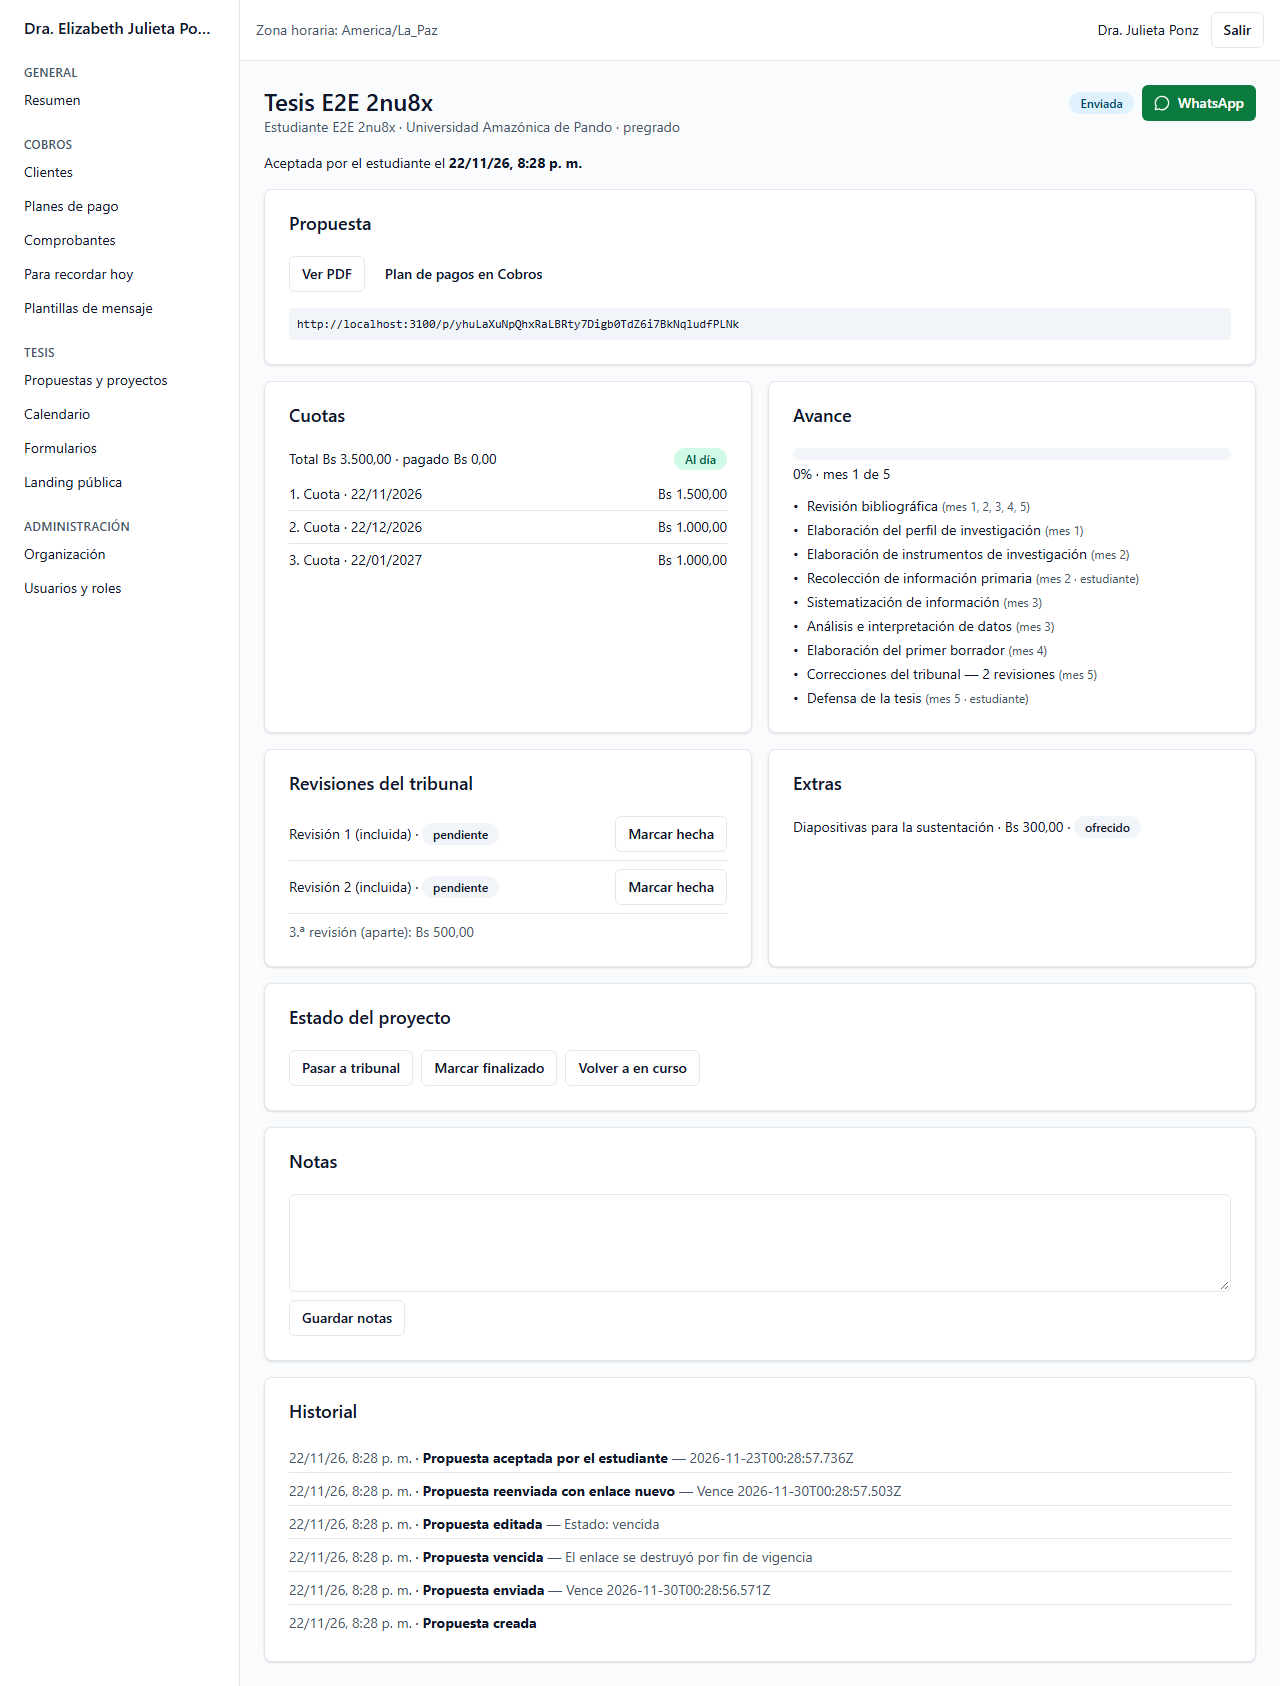 Dra. Elizabeth Julieta Po...
GENERAL
Resumen
COBROS
Clientes
Planes de pago
Comprobantes
Para recordar hoy
Plantillas de mensaje
TESIS
Propuestas y proyectos
Calendario
Formularios
Landing pública
ADMINISTRACIÓN
Organización
Usuarios y roles
Zona horaria: America/La_Paz
Dra. Julieta Ponz
Salir
Tesis E2E 2nu8x
Enviada
WhatsApp
Estudiante E2E 2nu8x · Universidad Amazónica de Pando · pregrado
Aceptada por el estudiante el 22/11/26, 8:28 p. m.
Propuesta
Ver PDF
Plan de pagos en Cobros
http://localhost:3100/p/yhuLaXuNpQhxRaLBRty7Digb0TdZ6i7BkNqludfPLNk
Cuotas
Total Bs 3.500,00 · pagado Bs 0,00
Al día
1. Cuota · 22/11/2026 Bs 1.500,00
2. Cuota · 22/12/2026 Bs 1.000,00
3. Cuota · 22/01/2027 Bs 1.000,00
Avance
0% · mes 1 de 5
• Revisión bibliográfica (mes 1, 2, 3, 4, 5)
• Elaboración del perfil de investigación (mes 1)
• Elaboración de instrumentos de investigación (mes 2)
• Recolección de información primaria (mes 2 · estudiante)
• Sistematización de información (mes 3)
• Análisis e interpretación de datos (mes 3)
• Elaboración del primer borrador (mes 4)
• Correcciones del tribunal — 2 revisiones (mes 5)
• Defensa de la tesis (mes 5 · estudiante)
Revisiones del tribunal
Revisión 1 (incluida) · pendiente Marcar hecha
Revisión 2 (incluida) · pendiente Marcar hecha
3.ª revisión (aparte): Bs 500,00
Extras
Diapositivas para la sustentación · Bs 300,00 · ofrecido
Estado del proyecto
Pasar a tribunal
Marcar finalizado
Volver a en curso
Notas
Guardar notas
Historial
22/11/26, 8:28 p. m. · Propuesta aceptada por el estudiante — 2026-11-23T00:28:57.736Z
22/11/26, 8:28 p. m. · Propuesta reenviada con enlace nuevo — Vence 2026-11-30T00:28:57.503Z
22/11/26, 8:28 p. m. · Propuesta editada — Estado: vencida
22/11/26, 8:28 p. m. · Propuesta vencida — El enlace se destruyó por fin de vigencia
22/11/26, 8:28 p. m. · Propuesta enviada — Vence 2026-11-30T00:28:56.571Z
22/11/26, 8:28 p. m. · Propuesta creada